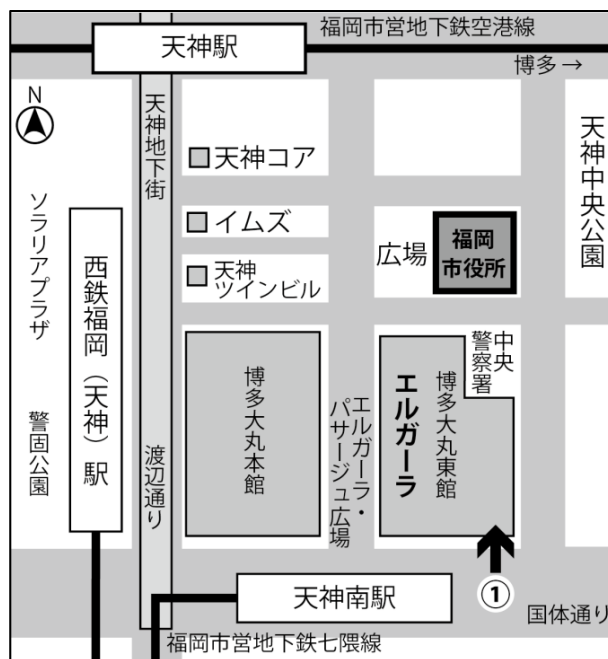 福岡市営地下鉄空港線
天神駅
博多→
N
天神地下街
天神コア
イムズ
天神
ツインビル
広場
福岡
市役所
天神中央公園
ソラリアプラザ
西鉄福岡（天神）駅
警固公園
渡辺通り
博多大丸本館
エルガーラ・
パサージュ広場
エルガーラ
博多大丸東館
中央
警察署
①
天神南駅
国体通り
福岡市営地下鉄七隈線